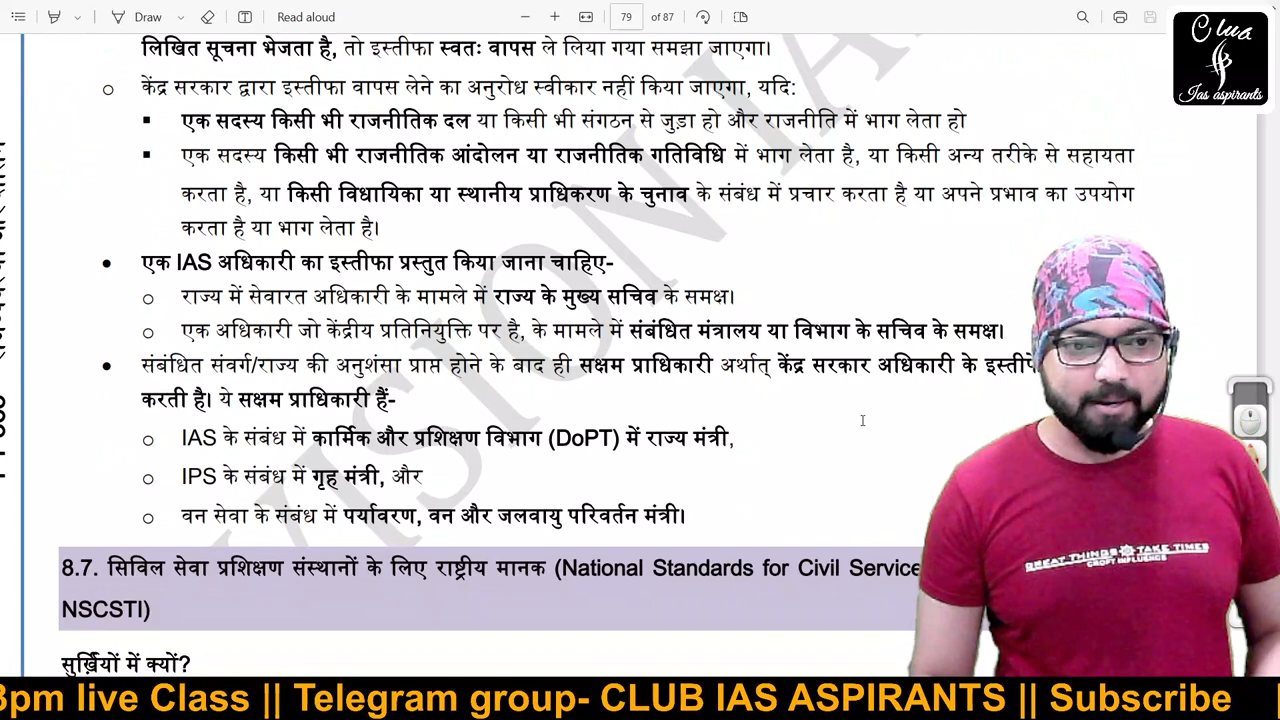 Draw
Read aloud
79 of 87
Clua
Ias aspirants
लिखित सूचना भेजता है, तो इस्तीफा स्वतः वापस ले लिया गया समझा जाएगा।
केंद्र सरकार द्वारा इस्तीफा वापस लेने का अनुरोध स्वीकार नहीं किया जाएगा, यदि:
एक सदस्य किसी भी राजनीतिक दल या किसी भी संगठन से जुड़ा हो और राजनीति में भाग लेता हो
एक सदस्य किसी भी राजनीतिक आंदोलन या राजनीतिक गतिविधि में भाग लेता है, या किसी अन्य तरीके से सहायता
करता है, या किसी विधायिका या स्थानीय प्राधिकरण के चुनाव के संबंध में प्रचार करता है या अपने प्रभाव का उपयोग
करता है या भाग लेता है।
एक IAS अधिकारी का इस्तीफा प्रस्तुत किया जाना चाहिए-
राज्य में सेवारत अधिकारी के मामले में राज्य के मुख्य सचिव के समक्ष।
एक अधिकारी जो केंद्रीय प्रतिनियुक्ति पर है, के मामले में संबंधित मंत्रालय या विभाग के सचिव के समक्ष।
संबंधित संवर्ग/राज्य की अनुशंसा प्राप्त होने के बाद ही सक्षम प्राधिकारी अर्थात् केंद्र सरकार अधिकारी के
करती है। ये सक्षम प्राधिकारी हैं-
IAS के संबंध में कार्मिक और प्रशिक्षण विभाग (DoPT) में राज्य मंत्री,
IPS के संबंध में गृह मंत्री, और
वन सेवा के संबंध में पर्यावरण, वन और जलवायु परिवर्तन मंत्री।
VISION IA
GREAT THINGS TAKE TIMES
8.7. सिविल सेवा प्रशिक्षण संस्थानों के लिए राष्ट्रीय मानक (National Standards for Civil Service
NSCSTI)
सुर्ख़ियों में क्यों?
3pm live Class || Telegram group- CLUB IAS ASPIRANTS || Subscribe